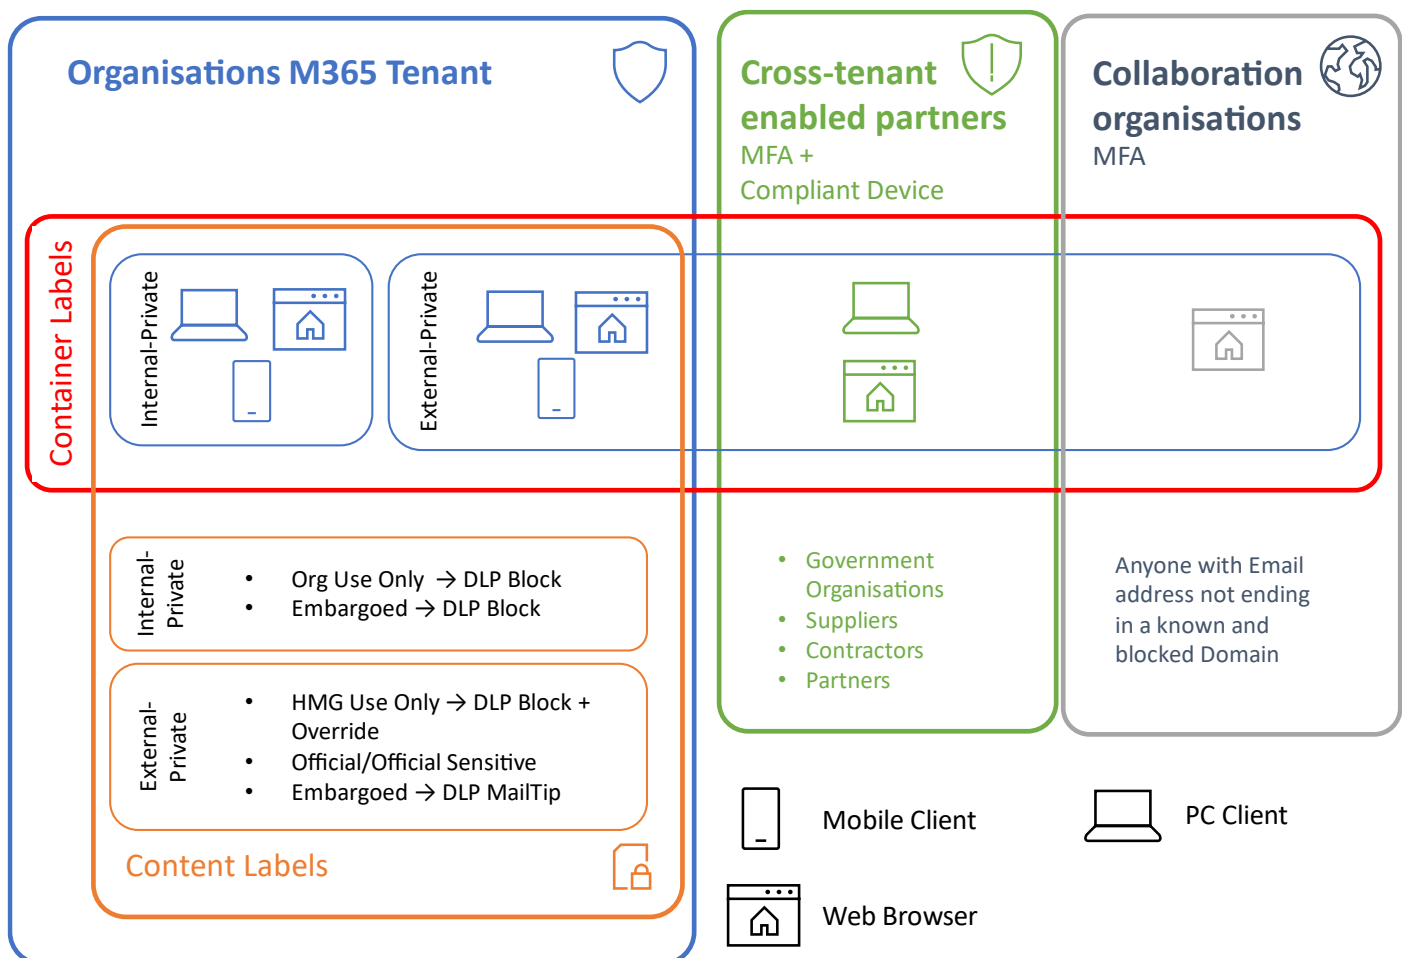 Organisations M365 Tenant
Cross-tenant
enabled partners
MFA +
Compliant Device
Collaboration
organisations
MFA
Container Labels
Internal-Private
External-Private
Internal-
Private
• Org Use Only → DLP Block
• Embargoed → DLP Block
External-
Private
• HMG Use Only → DLP Block +
Override
• Official/Official Sensitive
• Embargoed → DLP MailTip
Content Labels
• Government
Organisations
• Suppliers
• Contractors
• Partners
Anyone with Email
address not ending
in a known and
blocked Domain
Mobile Client
PC Client
Web Browser